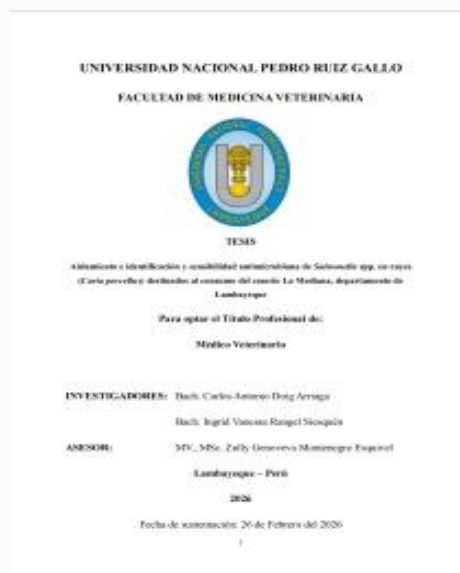 UNIVERSIDAD NACIONAL PEDRO RUIZ GALLO
FACULTAD DE MEDICINA VETERINARIA
TESIS
Aislamiento e identificación y sensibilidad antimicrobiana de Salmonella spp. en cuyes
(Cavia porcellus) destinados al consumo del caserío La Mediana, departamento de
Lambayeque
Para optar el Título Profesional de:
Médico Veterinario
INVESTIGADORES: Bach. Carlos Antonio Doig Arriaga
Bach. Ingrid Vanessa Rangel Siesquén
ASESOR: MV., MSc. Zully Genoveva Montenegro Esquivel
Lambayeque – Perú
2026
Fecha de sustentación: 26 de Febrero del 2026
1